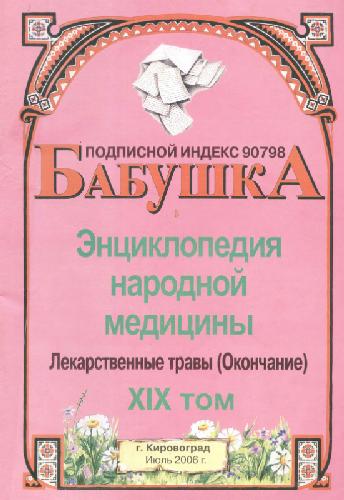 ПОДПИСНОЙ ИНДЕКС 90798
БАБУШКА
Энциклопедия
народной
медицины
Лекарственные травы (Окончание)
XIX том
г. Кировоград
Июль 2006 г.